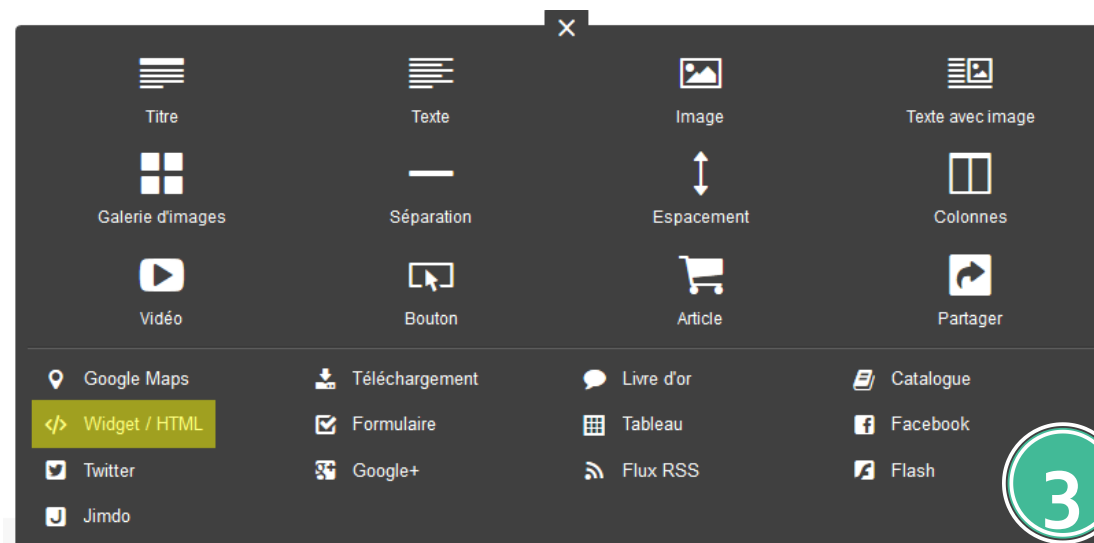 Titre Texte Image Texte avec image
Galerie d'images Séparation Espacement Colonnes
Vidéo Bouton Article Partager
Google Maps Téléchargement Livre d'or Catalogue
Widget / HTML Formulaire Tableau Facebook
Twitter Google+ Flux RSS Flash
Jimdo
3